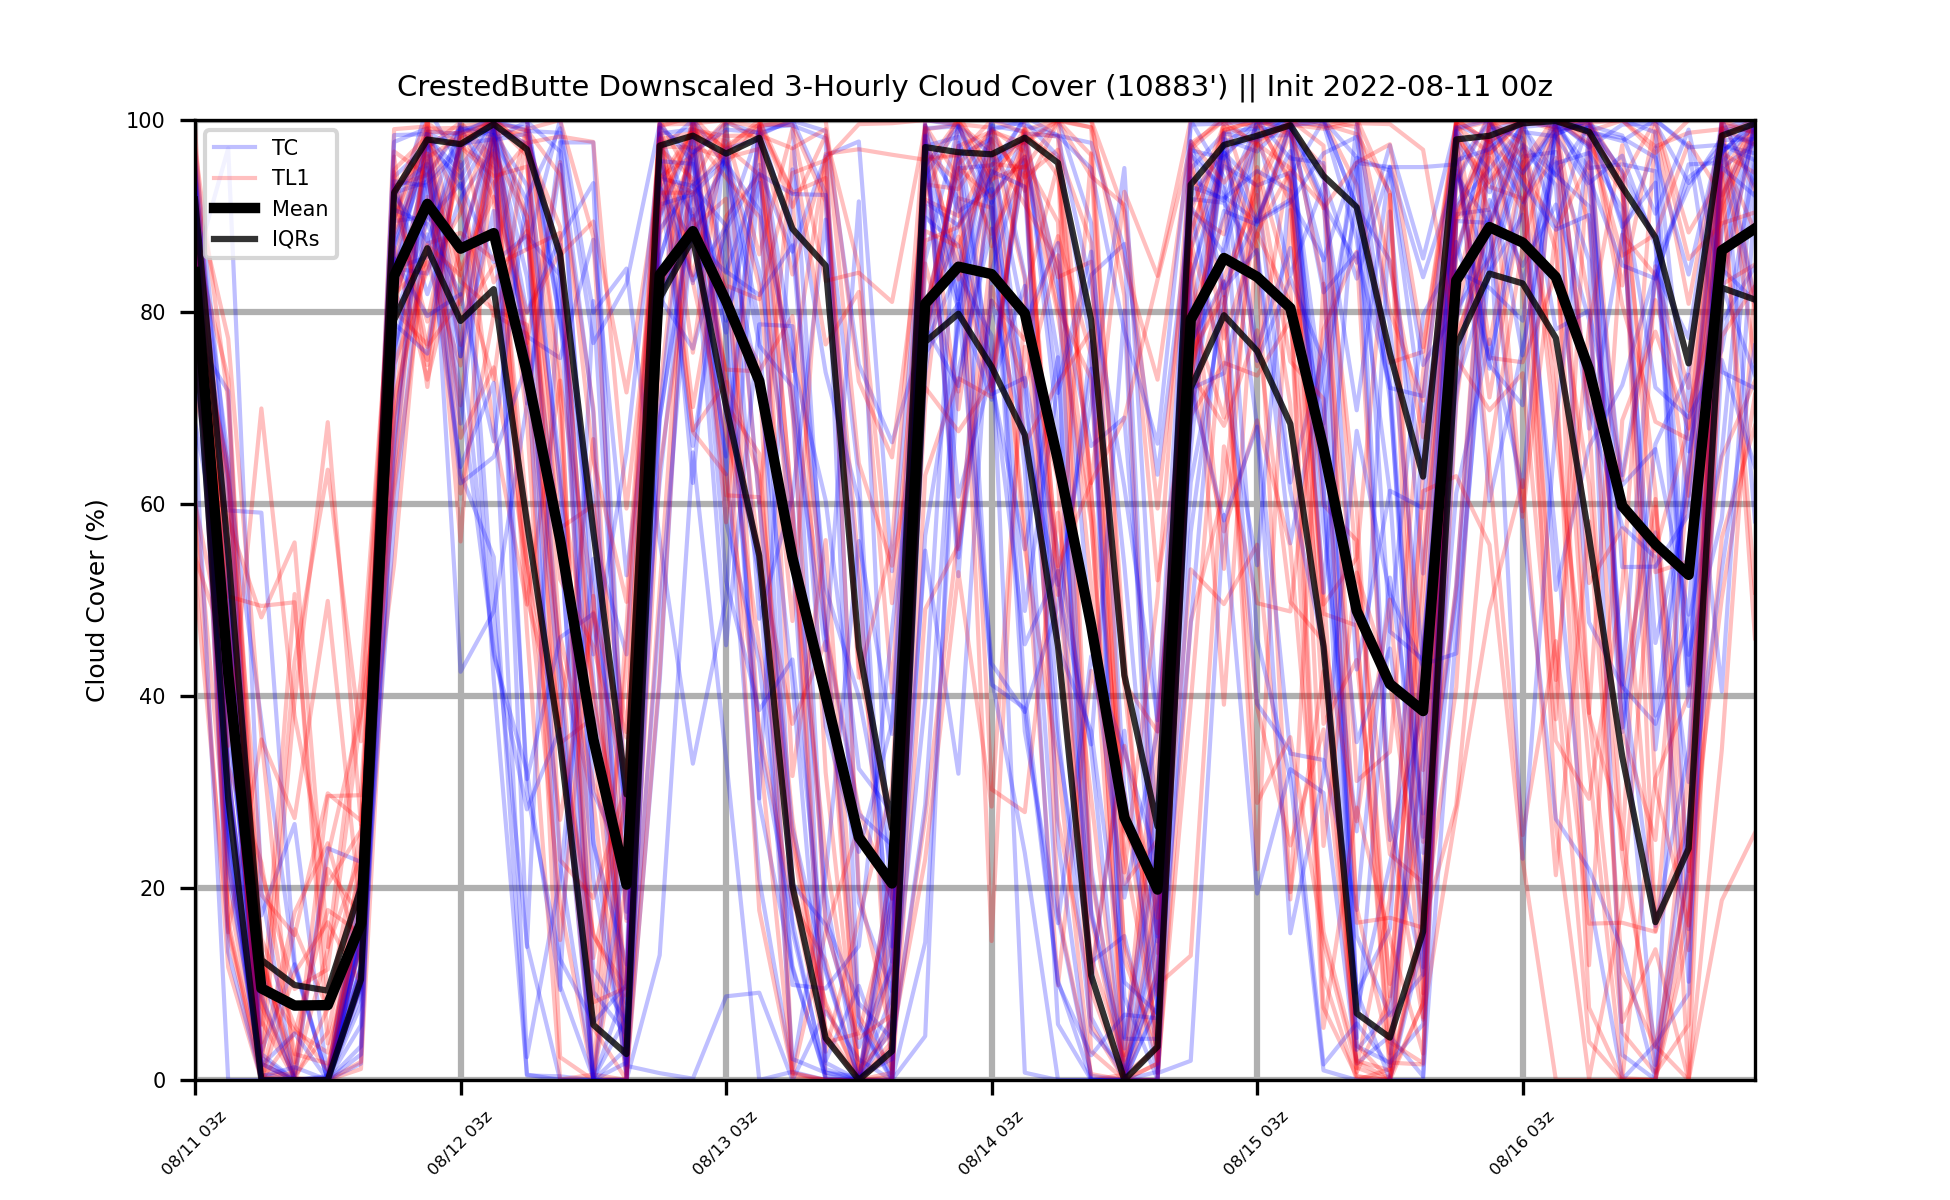 CrestedButte Downscaled 3-Hourly Cloud Cover (10883') || Init 2022-08-11 00z
100
80
60
40
20
0
Cloud Cover (%)
TC
TL1
Mean
IQRs
08/11 03z
08/12 03z
08/13 03z
08/14 03z
08/15 03z
08/16 03z